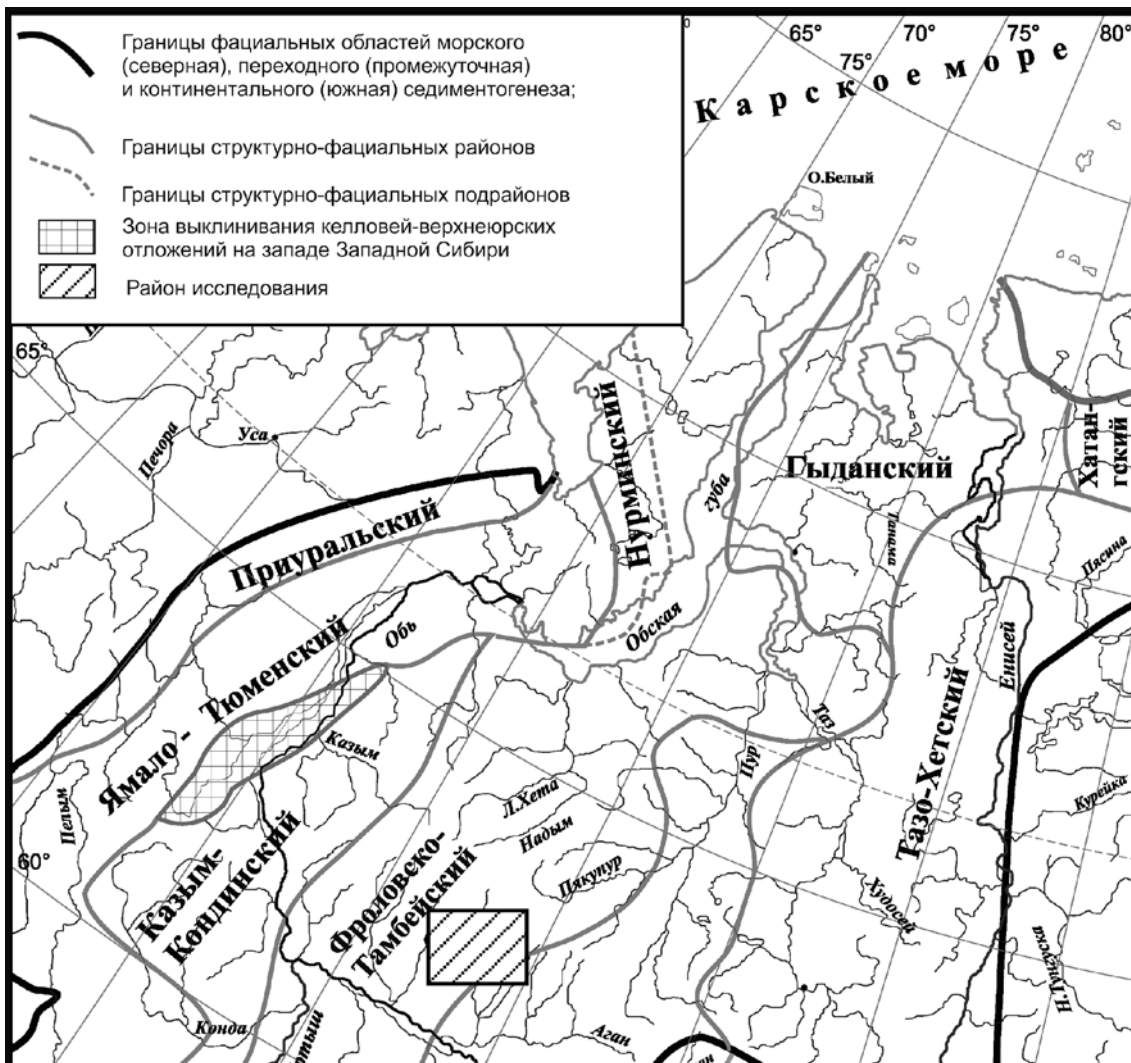 Границы фациальных областей морского
(северная), переходного (промежуточная)
и континентального (южная) седиментогенеза;
Границы структурно-фациальных районов
Границы структурно-фациальных подрайонов
Зона выклинивания келловей-верхнеюрских
отложений на западе Западной Сибири
Район исследования
65°
70°
75°
80°
75°
Карское море
О.Белый
65°
Печора
Уса
Приуральский
Нурминский
губа
Обская
Гыданский
Танама
Хатан-
гский
Пясина
Ямало - Тюменский
Обь
Казым
Пелым
60°
Казым-
Кондинский
Фроловско-
Тамбейский
Л.Хета
Надым
Пякупур
Пур
Таз
Тазо-Хетский
Енисей
Курейка
Худосей
Н.Тунгуска
Конда
Аган